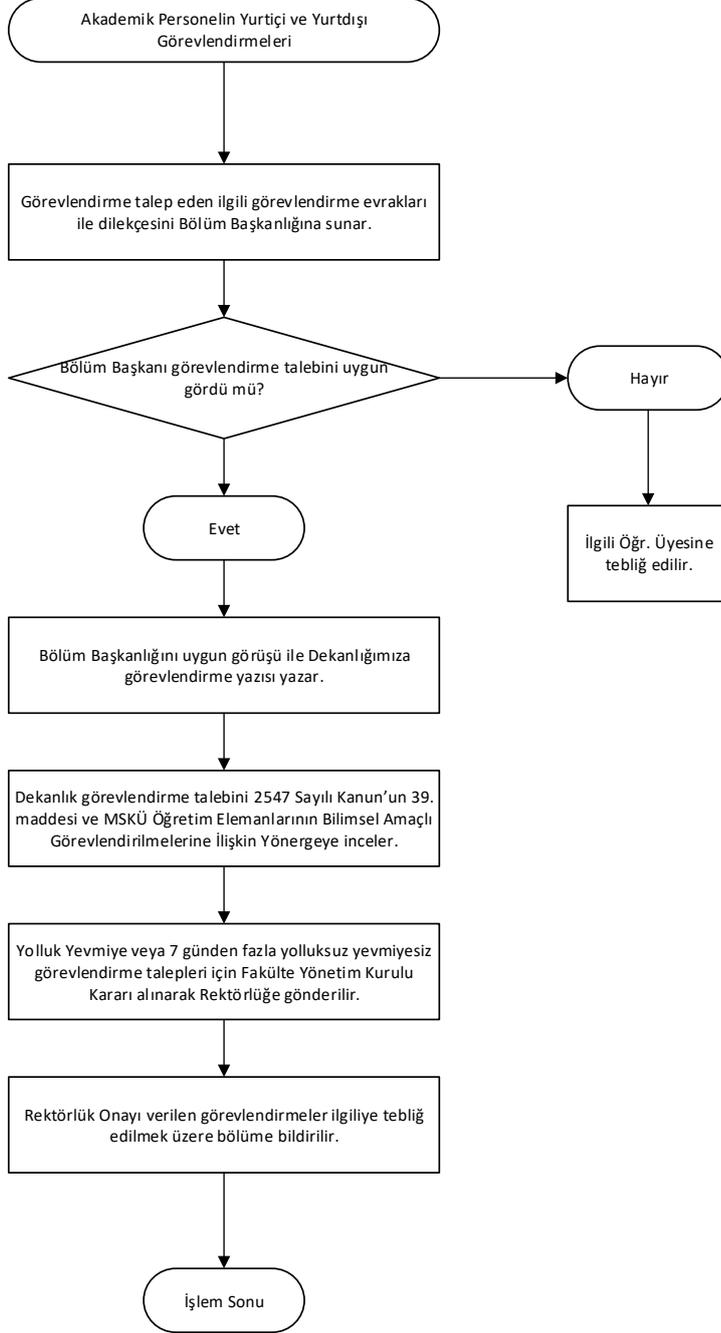 Akademik Personelin Yurtiçi ve Yurtdışı
Görevlendirmeleri
Görevlendirme talep eden ilgili görevlendirme evrakları
ile dilekçesini Bölüm Başkanlığına sunar.
Bölüm Başkanı görevlendirme talebini uygun
gördü mü?
Hayır
Evet
İlgili Öğr. Üyesine
tebliğ edilir.
Bölüm Başkanlığını uygun görüşü ile Dekanlığımıza
görevlendirme yazısı yazar.
Dekanlık görevlendirme talebini 2547 Sayılı Kanun’un 39.
maddesi ve MSKÜ Öğretim Elemanlarının Bilimsel Amaçlı
Görevlendirilmelerine İlişkin Yönergeye inceler.
Yolluk Yevmiye veya 7 günden fazla yolluksuz yevmiyesiz
görevlendirme talepleri için Fakülte Yönetim Kurulu
Kararı alınarak Rektörlüğe gönderilir.
Rektörlük Onayı verilen görevlendirmeler ilgiliye tebliğ
edilmek üzere bölüme bildirilir.
İşlem Sonu